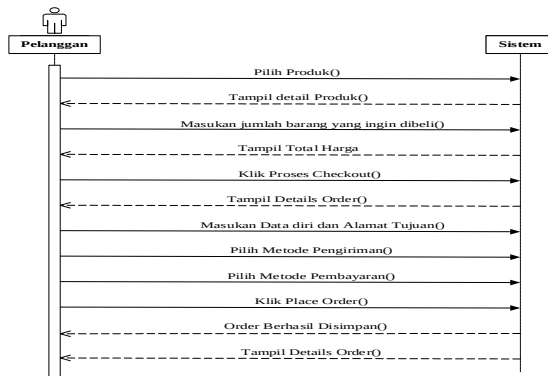 Pelanggan
Sistem
Pilih Produk()
Tampil detail Produk()
Masukan jumlah barang yang ingin dibeli()
Tampil Total Harga
Klik Proses Checkout()
Tampil Details Order()
Masukan Data diri dan Alamat Tujuan()
Pilih Metode Pengiriman()
Pilih Metode Pembayaran()
Klik Place Order()
Order Berhasil Disimpan()
Tampil Details Order()